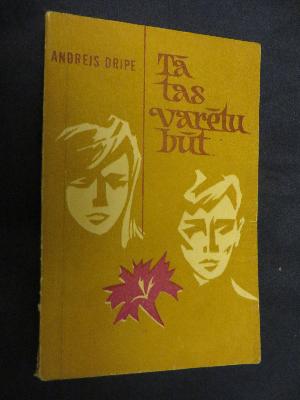 ANDREJS DRIPE
Tā
tas
varētu
būt